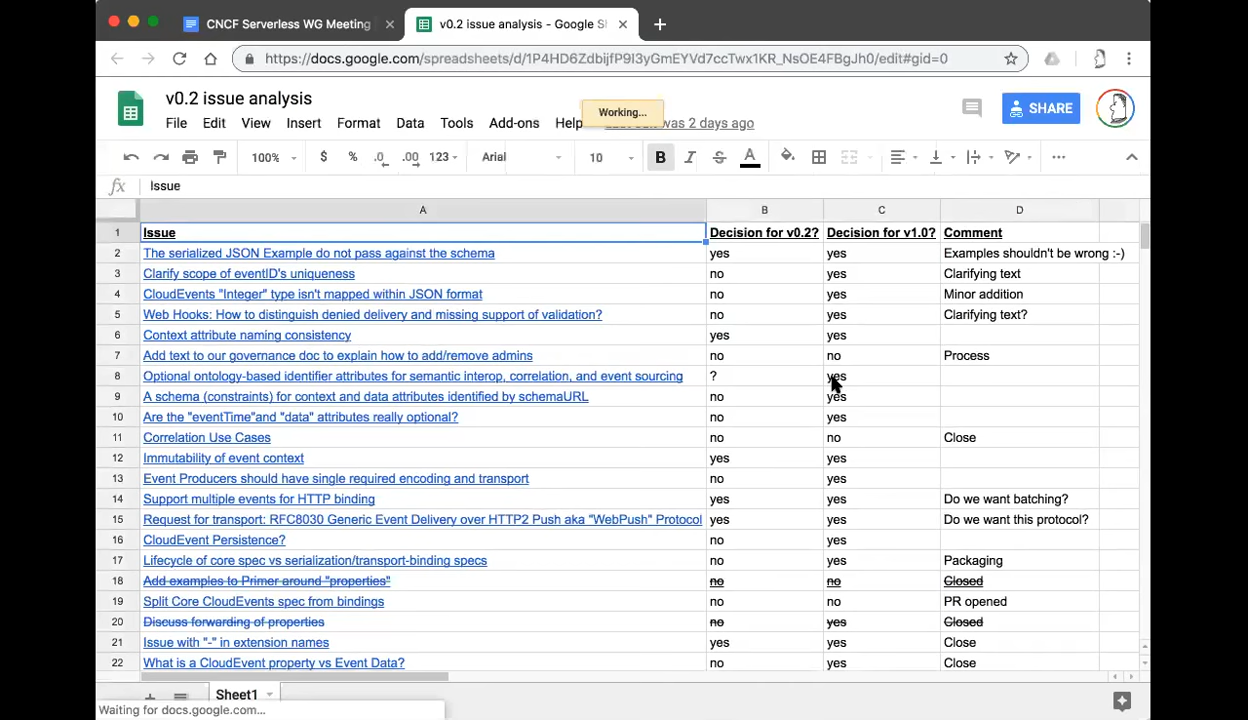 CNCF Serverless WG Meeting
v0.2 issue analysis - Google Sh
https://docs.google.com/spreadsheets/d/1P4HD6ZdbijfP9I3yGmEYVd7ccTwx1KR_NsOE4FBgJh0/edit#gid=0
v0.2 issue analysis
Working...
SHARE
File Edit View Insert Format Data Tools Add-ons Help was 2 days ago
100% $ % .0 .00 123 Arial 10 B I S A
fx Issue
A B C D
1 Issue Decision for v0.2? Decision for v1.0? Comment
2 The serialized JSON Example do not pass against the schema yes yes Examples shouldn't be wrong :-)
3 Clarify scope of eventID's uniqueness no yes Clarifying text
4 CloudEvents "Integer" type isn't mapped within JSON format no yes Minor addition
5 Web Hooks: How to distinguish denied delivery and missing support of validation? no yes Clarifying text?
6 Context attribute naming consistency yes yes
7 Add text to our governance doc to explain how to add/remove admins no no Process
8 Optional ontology-based identifier attributes for semantic interop, correlation, and event sourcing ? yes
9 A schema (constraints) for context and data attributes identified by schemaURL no yes
10 Are the "eventTime"and "data" attributes really optional? no yes
11 Correlation Use Cases no no Close
12 Immutability of event context yes yes
13 Event Producers should have single required encoding and transport no yes
14 Support multiple events for HTTP binding yes yes Do we want batching?
15 Request for transport: RFC8030 Generic Event Delivery over HTTP2 Push aka "WebPush" Protocol yes yes Do we want this protocol?
16 CloudEvent Persistence? no yes
17 Lifecycle of core spec vs serialization/transport-binding specs no yes Packaging
18 Add examples to Primer around "properties" no no Closed
19 Split Core CloudEvents spec from bindings no no PR opened
20 Discuss forwarding of properties no yes Closed
21 Issue with "-" in extension names yes yes Close
22 What is a CloudEvent property vs Event Data? no yes Close
Sheet1
Waiting for docs.google.com...